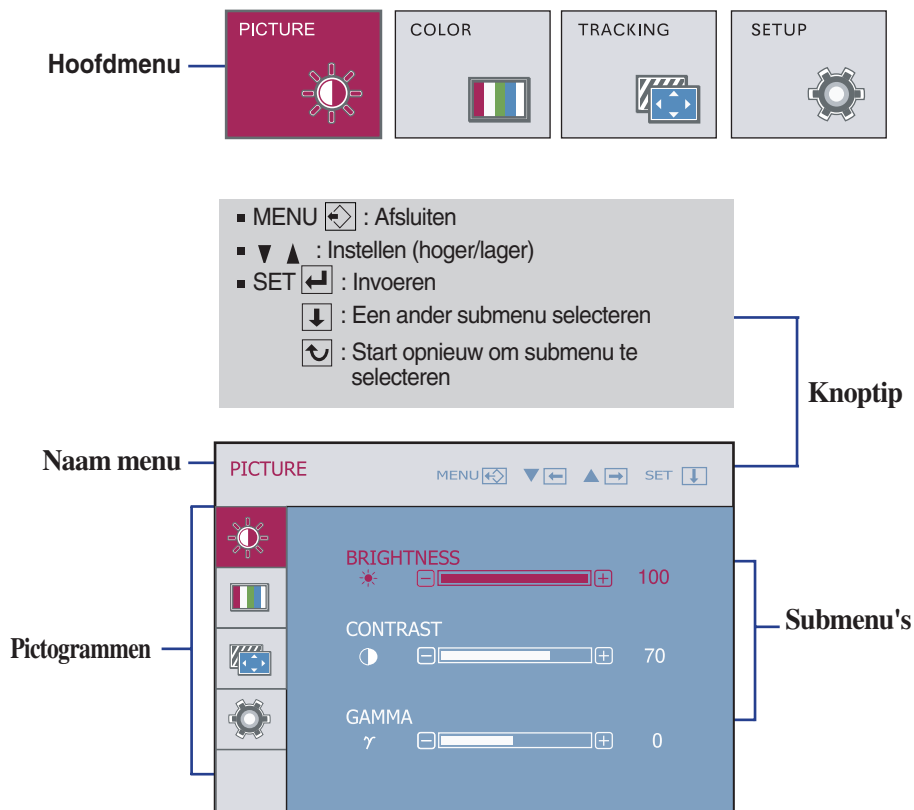 PICTURE COLOR TRACKING SETUP
Hoofdmenu
MENU : Afsluiten
▼ ▲ : Instellen (hoger/lager)
SET : Invoeren
: Een ander submenu selecteren
: Start opnieuw om submenu te
selecteren
Knoptip
Naam menu
PICTURE MENU ▼ ▲ SET
BRIGHTNESS
100
CONTRAST
70
GAMMA
γ 0
Pictogrammen
Submenu's